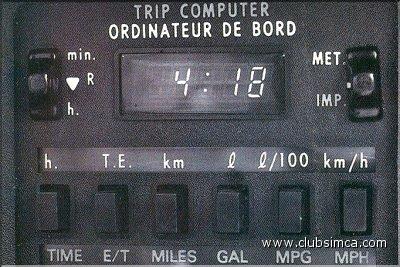 TRIP COMPUTER
ORDINATEUR DE BORD
min.
R
h.
4:18
MET.
IMP.
h. T.E. km ℓ ℓ/100 km/h
TIME E/T MILES GAL MPG MPH
www.clubsimca.com